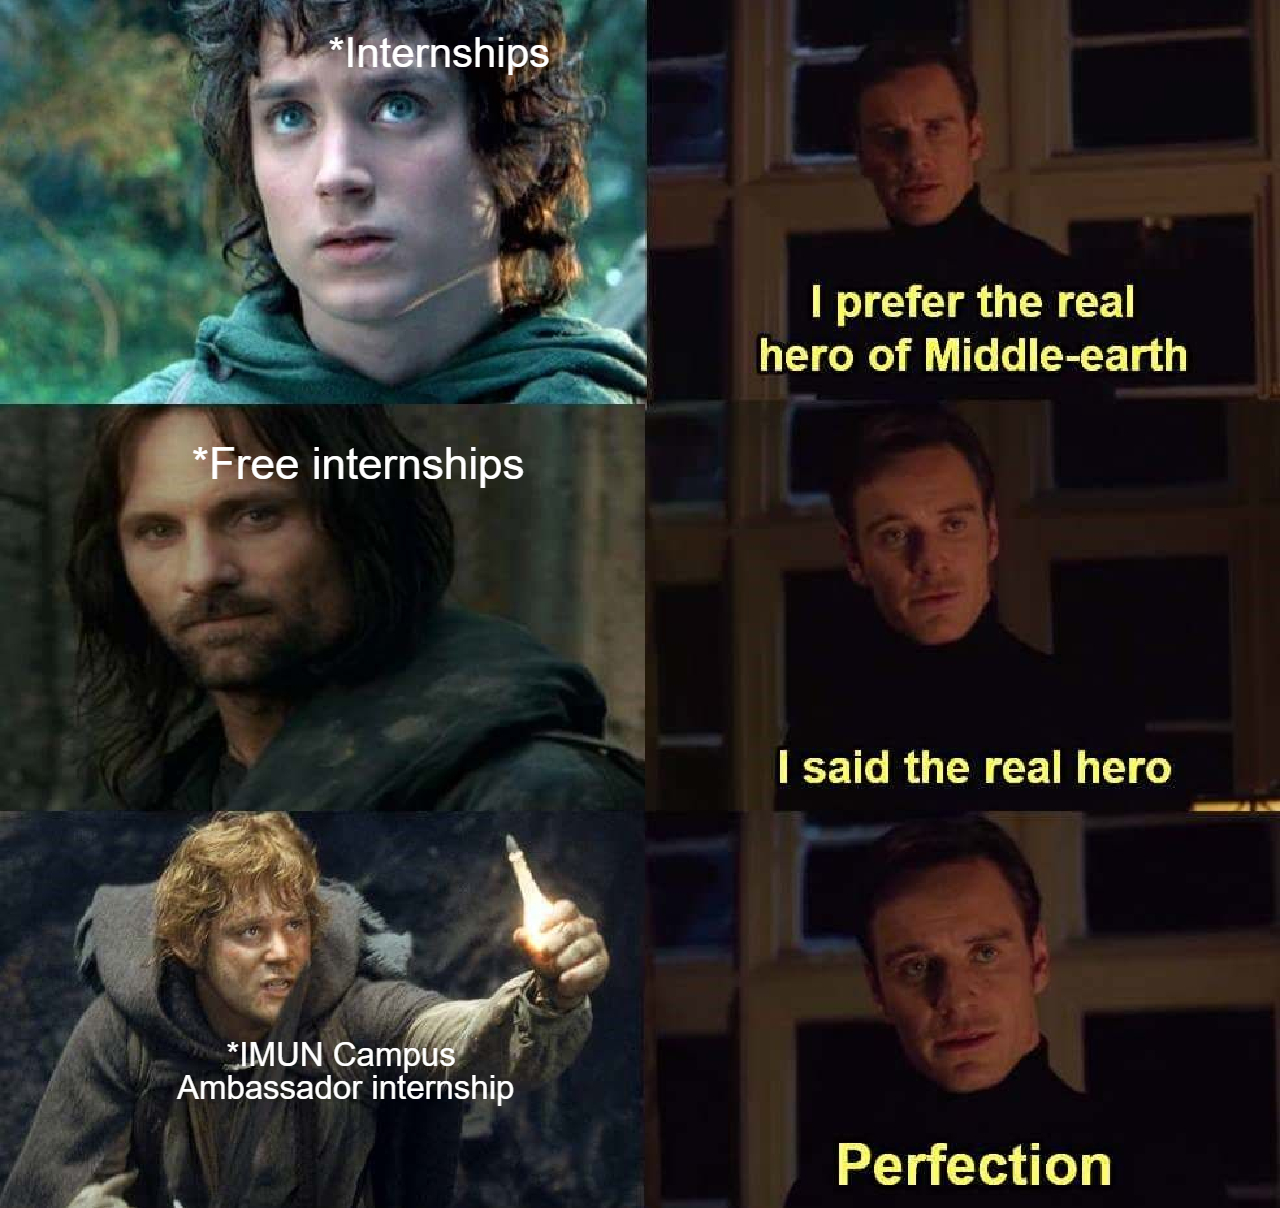 *Internships
I prefer the real
hero of Middle-earth
*Free internships
I said the real hero
*IMUN Campus
Ambassador internship
Perfection